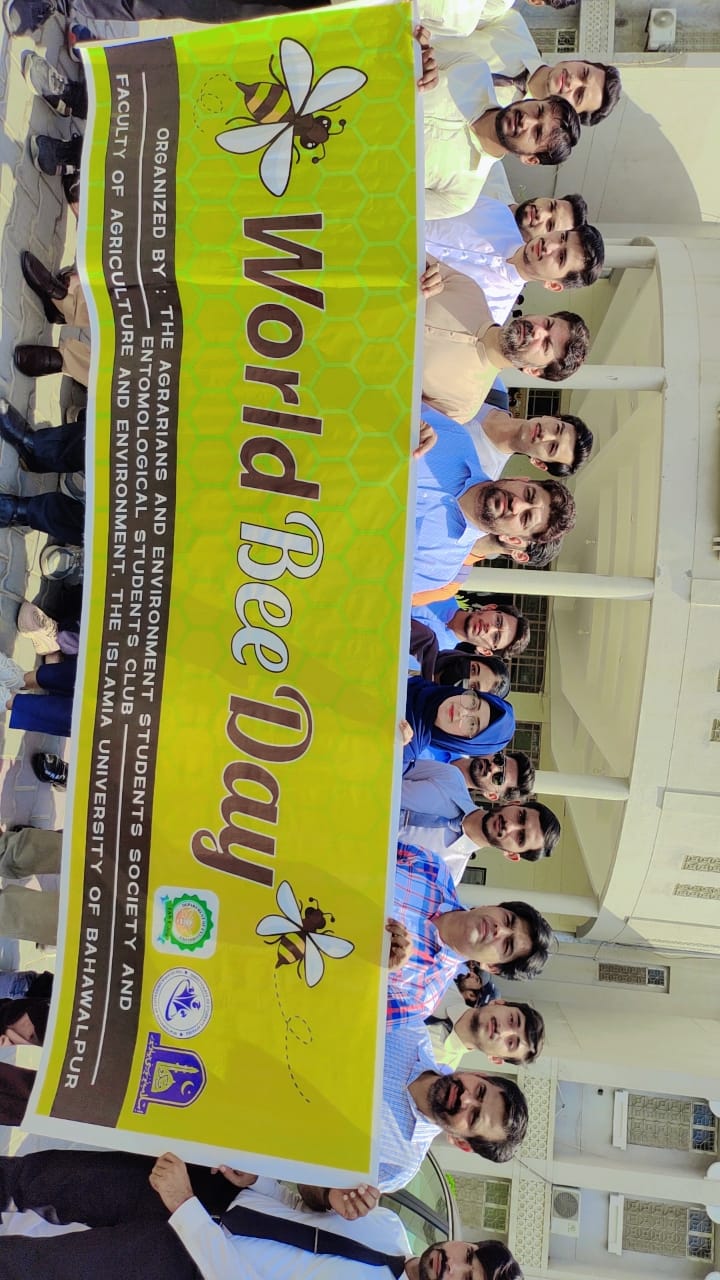 World Bee Day
ORGANIZED BY : THE AGRARIANS AND ENVIRONMENT STUDENTS SOCIETY AND
ENTOMOLOGICAL STUDENTS CLUB
FACULTY OF AGRICULTURE AND ENVIRONMENT, THE ISLAMIA UNIVERSITY OF BAHAWALPUR